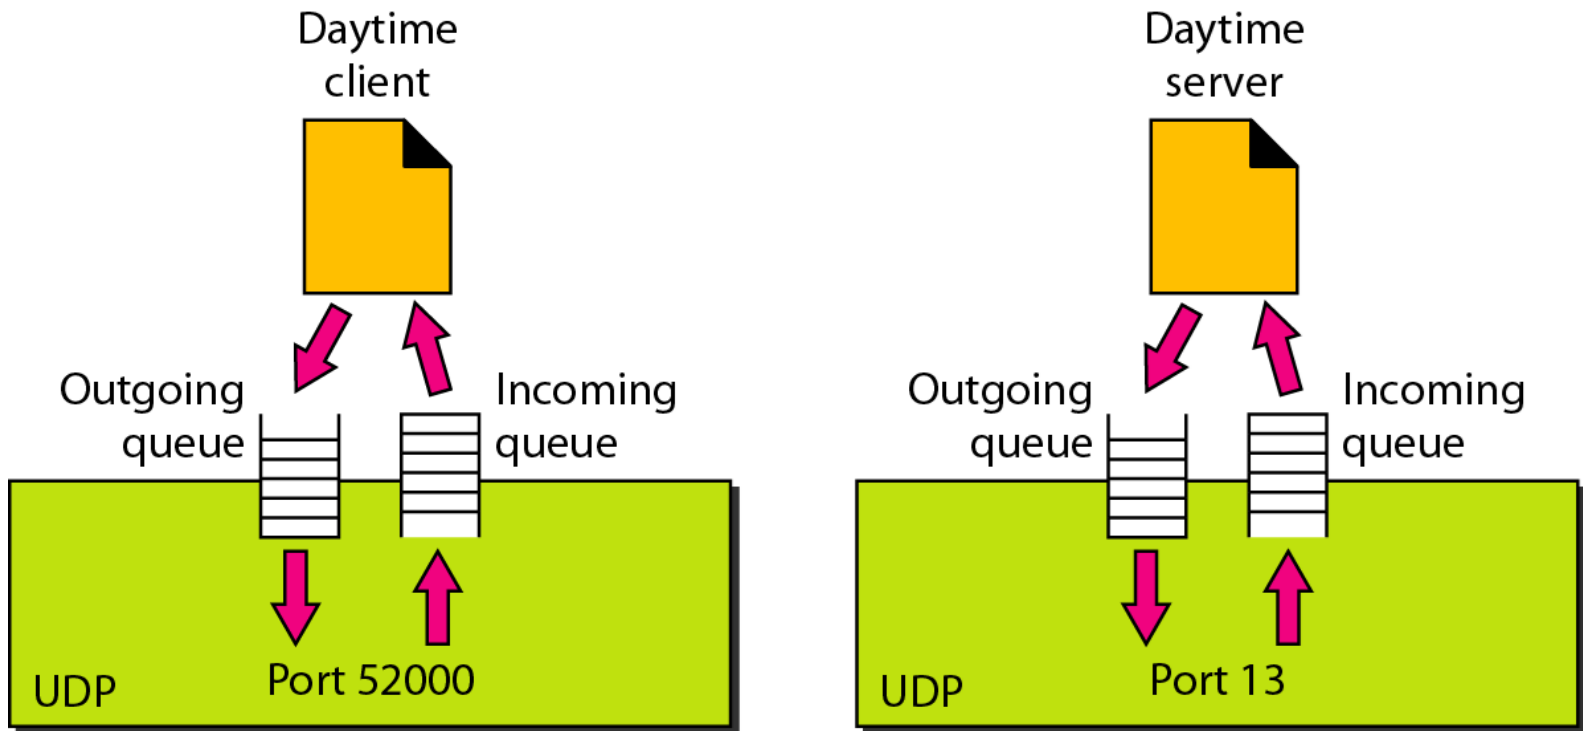 Daytime
client
Outgoing
queue
Incoming
queue
UDP
Port 52000
Daytime
server
Outgoing
queue
Incoming
queue
UDP
Port 13